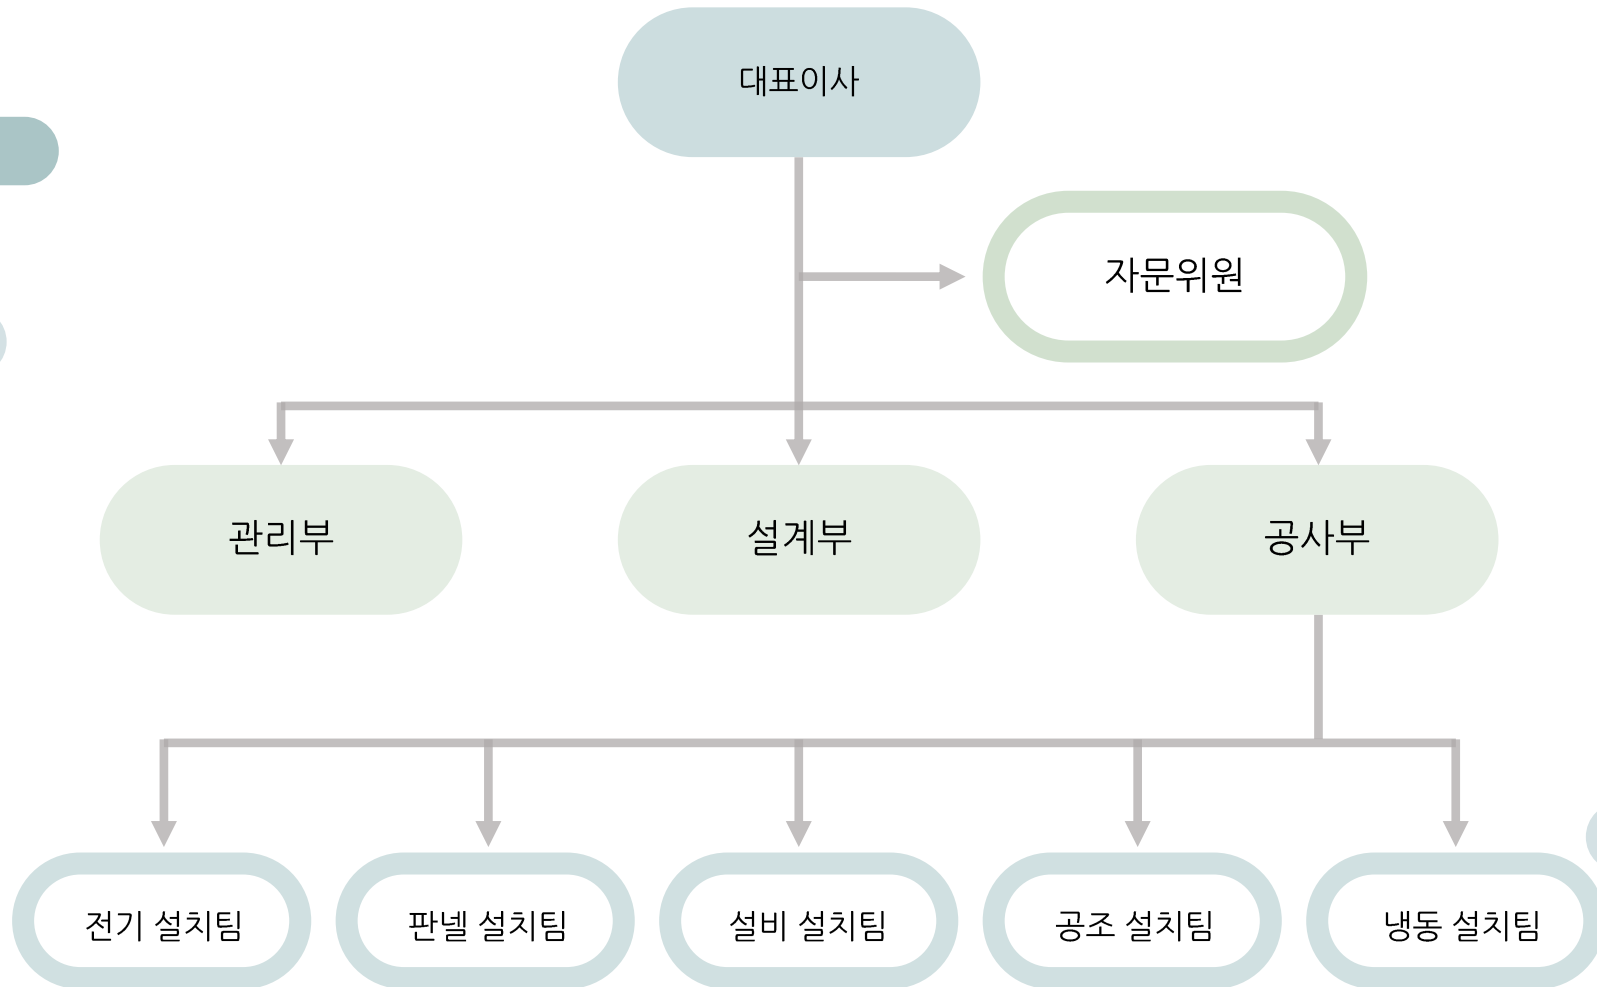 대표이사
자문위원
관리부
설계부
공사부
전기 설치팀
판넬 설치팀
설비 설치팀
공조 설치팀
냉동 설치팀